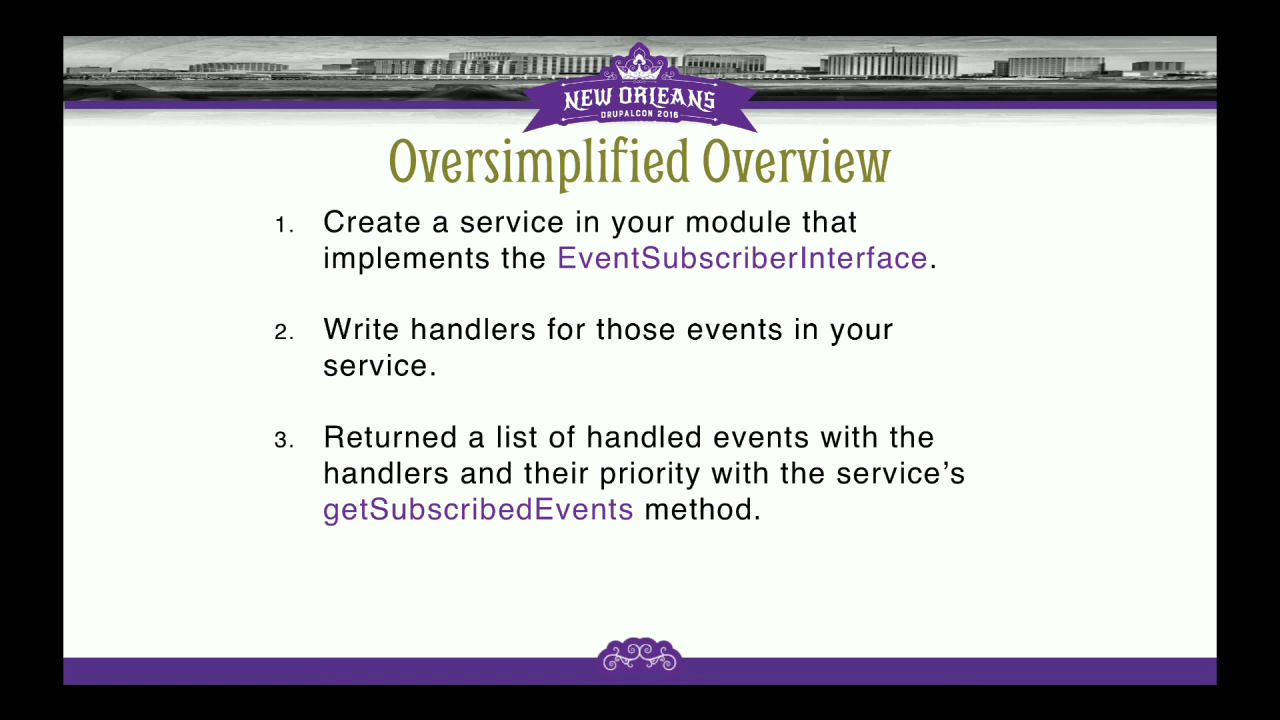 NEW ORLEANS
DRUPALCON 2016
Oversimplified Overview
1. Create a service in your module that
implements the EventSubscriberInterface.
2. Write handlers for those events in your
service.
3. Returned a list of handled events with the
handlers and their priority with the service’s
getSubscribedEvents method.